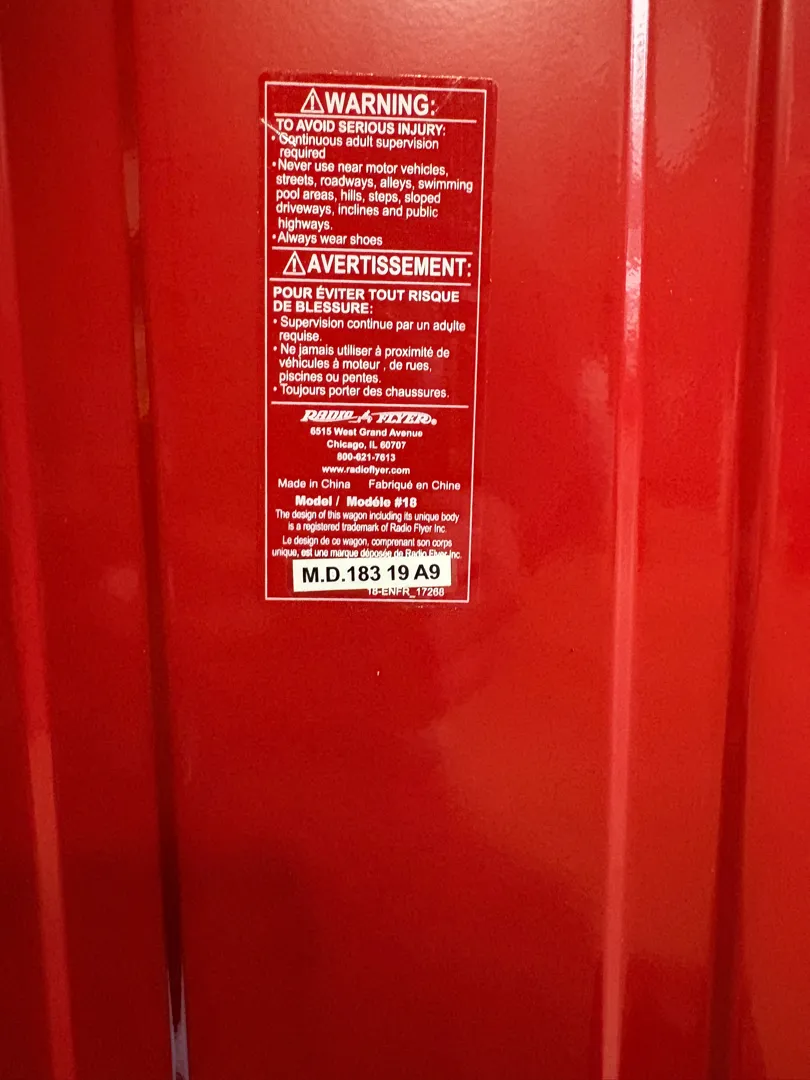 ⚠WARNING:
TO AVOID SERIOUS INJURY:
• Continuous adult supervision
required
• Never use near motor vehicles,
streets, roadways, alleys, swimming
pool areas, hills, steps, sloped
driveways, inclines and public
highways.
• Always wear shoes
⚠AVERTISSEMENT:
POUR ÉVITER TOUT RISQUE
DE BLESSURE:
• Supervision continue par un adulte
requise.
• Ne jamais utiliser à proximité de
véhicules à moteur , de rues,
piscines ou pentes.
• Toujours porter des chaussures.
RADIO FLYER®
6515 West Grand Avenue
Chicago, IL 60707
800-621-7613
www.radioflyer.com
Made in China Fabriqué en Chine
Model / Modéle #18
The design of this wagon including its unique body
is a registered trademark of Radio Flyer Inc.
Le design de ce wagon, comprenant son corps
unique, est une marque déposée de Radio Flyer Inc.
M.D.183 19 A9
18-ENFR_17268